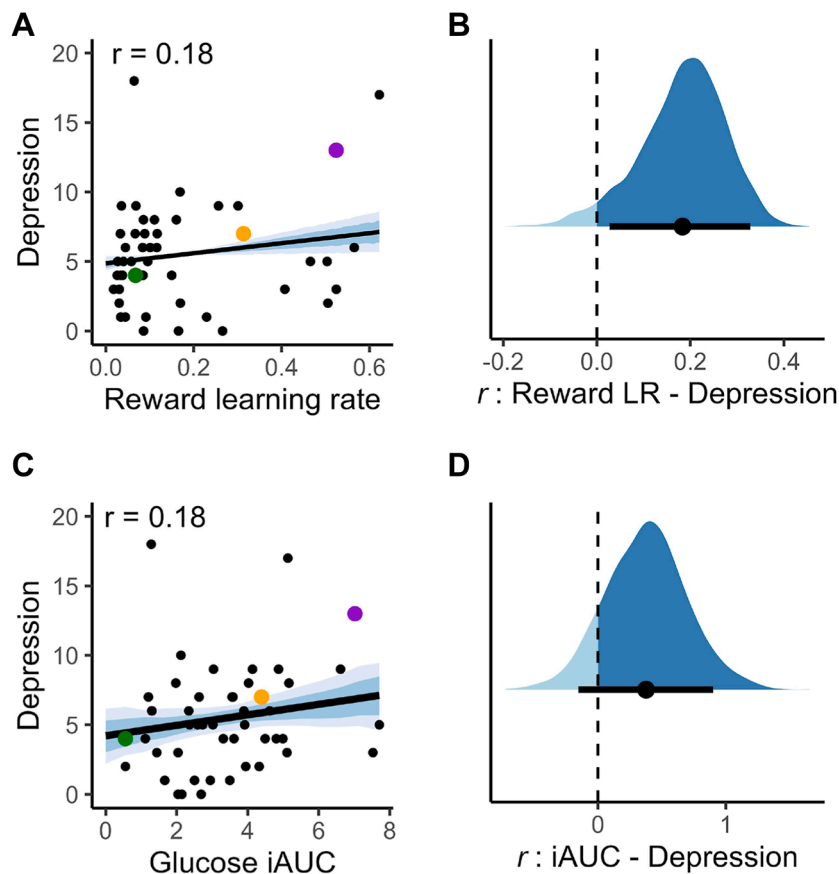 A
r = 0.18
20
15
10
5
0
Depression
0.0 0.2 0.4 0.6
Reward learning rate
B
-0.2 0.0 0.2 0.4
r : Reward LR - Depression
C
r = 0.18
20
15
10
5
0
Depression
0 2 4 6 8
Glucose iAUC
D
0 1
r : iAUC - Depression